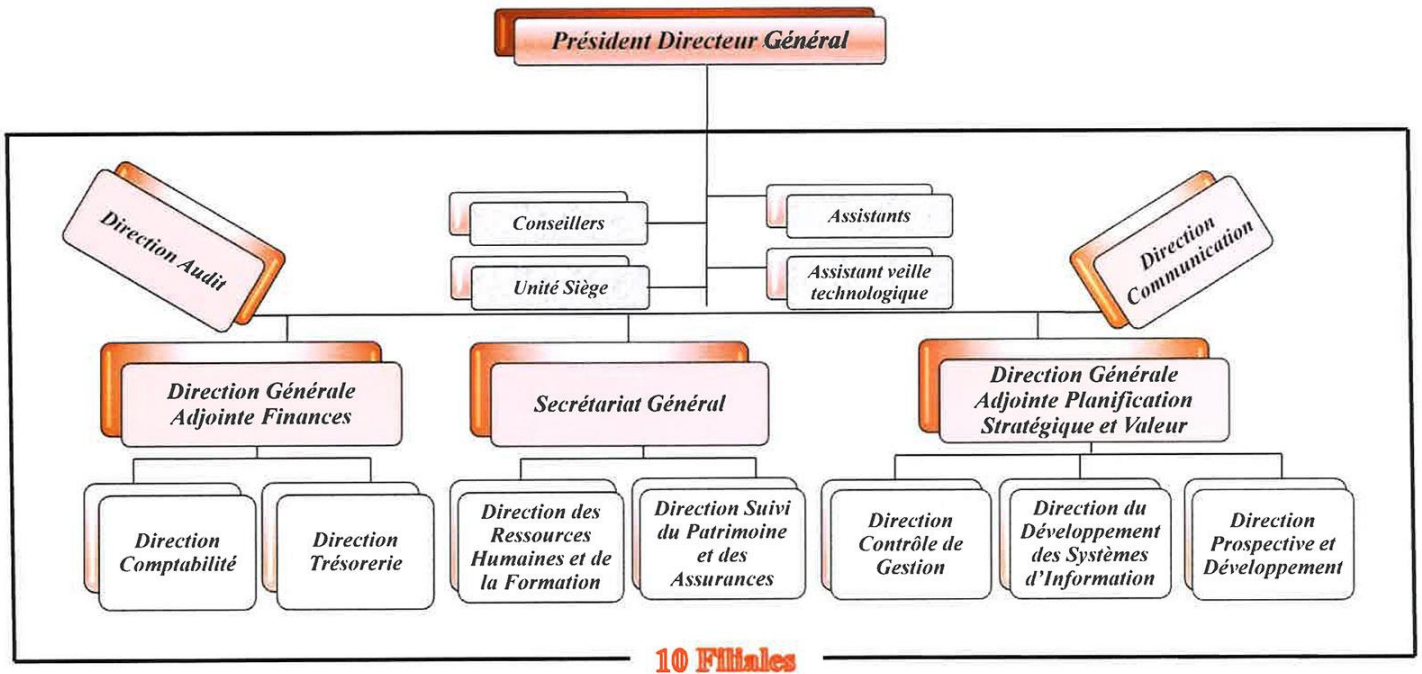 Président Directeur Général
Direction Audit
Conseillers
Assistants
Unité Siège
Assistant veille
technologique
Direction
Communication
Direction Générale
Adjointe Finances
Secrétariat Général
Direction Générale
Adjointe Planification
Stratégique et Valeur
Direction
Comptabilité
Direction
Trésorerie
Direction des
Ressources
Humaines et de
la Formation
Direction Suivi
du Patrimoine
et des
Assurances
Direction
Contrôle de
Gestion
Direction du
Développement
des Systèmes
d'Information
Direction
Prospective et
Développement
10 Filiales